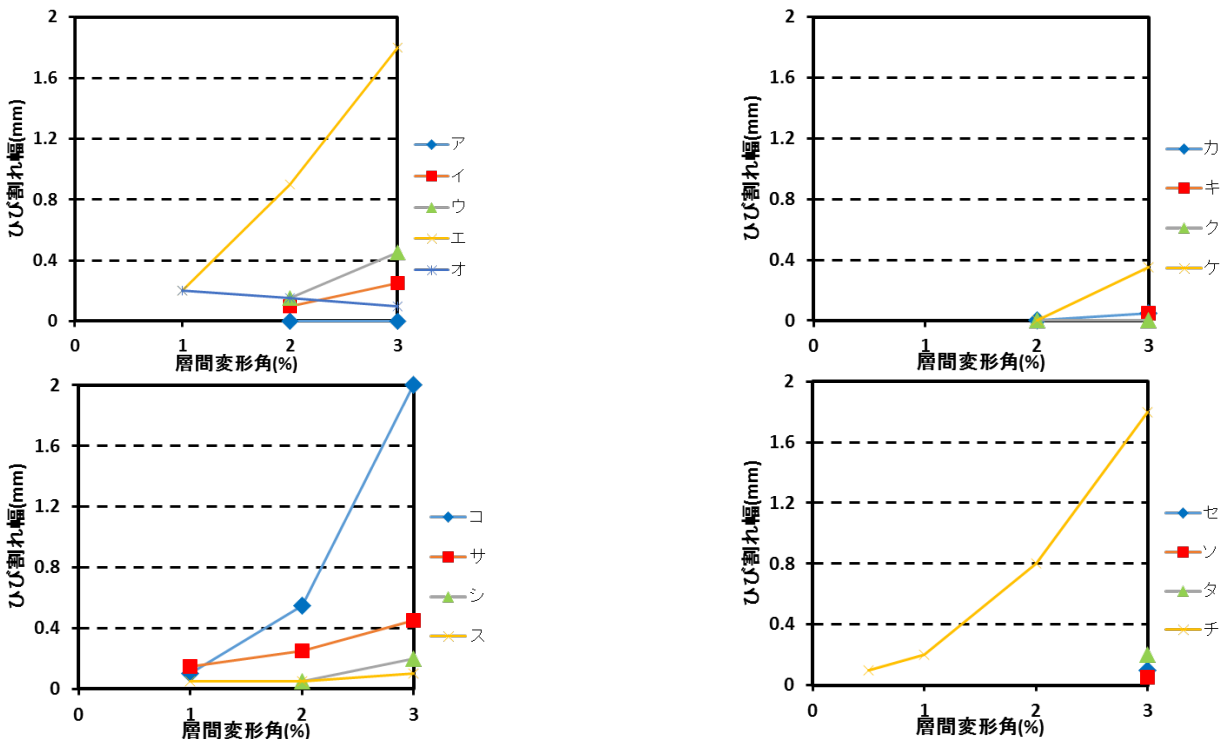 ひび割れ幅(mm)
2
1.6
1.2
0.8
0.4
0
0 1 2 3
層間変形角(%)
ア
イ
ウ
エ
オ
ひび割れ幅(mm)
2
1.6
1.2
0.8
0.4
0
0 1 2 3
層間変形角(%)
カ
キ
ク
ケ
ひび割れ幅(mm)
2
1.6
1.2
0.8
0.4
0
0 1 2 3
層間変形角(%)
コ
サ
シ
ス
ひび割れ幅(mm)
2
1.6
1.2
0.8
0.4
0
0 1 2 3
層間変形角(%)
セ
ソ
タ
チ